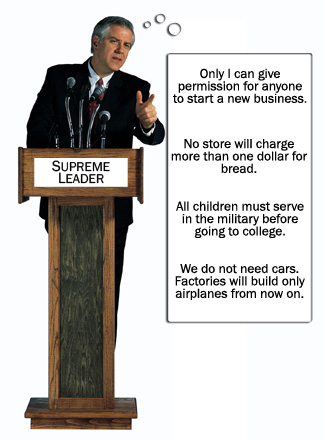 Only I can give
permission for anyone
to start a new business.
No store will charge
more than one dollar for
bread.
All children must serve
in the military before
going to college.
We do not need cars.
Factories will build only
airplanes from now on.
SUPREME
LEADER